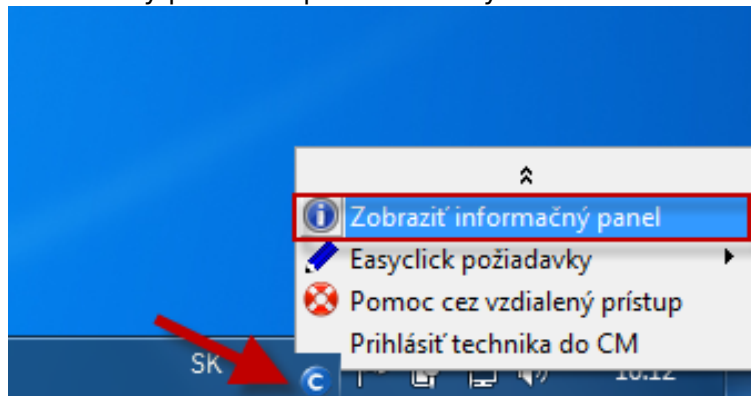 Zobraziť informačný panel
Easyclick požiadavky
Pomoc cez vzdialený prístup
Prihlásiť technika do CM
SK